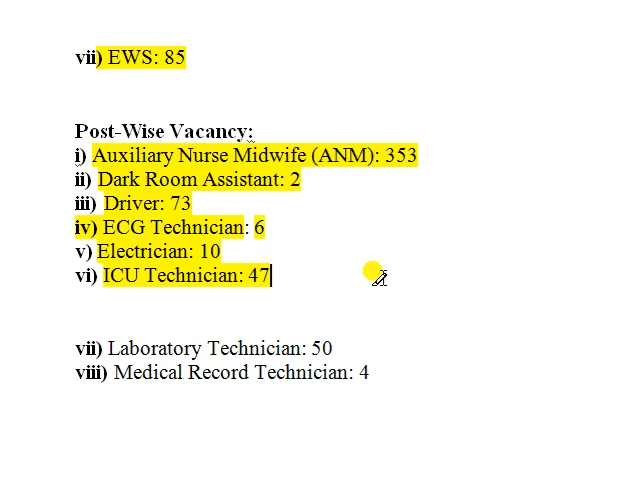 vii) EWS: 85
Post-Wise Vacancy:
i) Auxiliary Nurse Midwife (ANM): 353
ii) Dark Room Assistant: 2
iii) Driver: 73
iv) ECG Technician: 6
v) Electrician: 10
vi) ICU Technician: 47
vii) Laboratory Technician: 50
viii) Medical Record Technician: 4